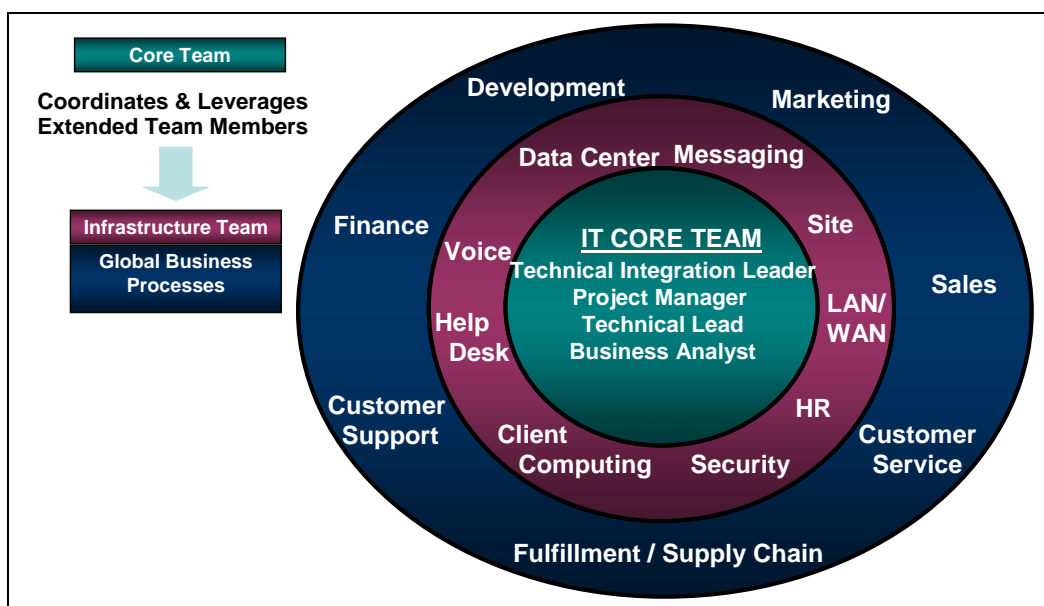 Core Team
Coordinates & Leverages
Extended Team Members
Infrastructure Team
Global Business
Processes
Development
Marketing
Finance
Sales
Customer
Support
Customer
Service
Fulfillment / Supply Chain
Data Center
Messaging
Voice
Site
Help
Desk
LAN/
WAN
HR
Client
Computing
Security
IT CORE TEAM
Technical Integration Leader
Project Manager
Technical Lead
Business Analyst